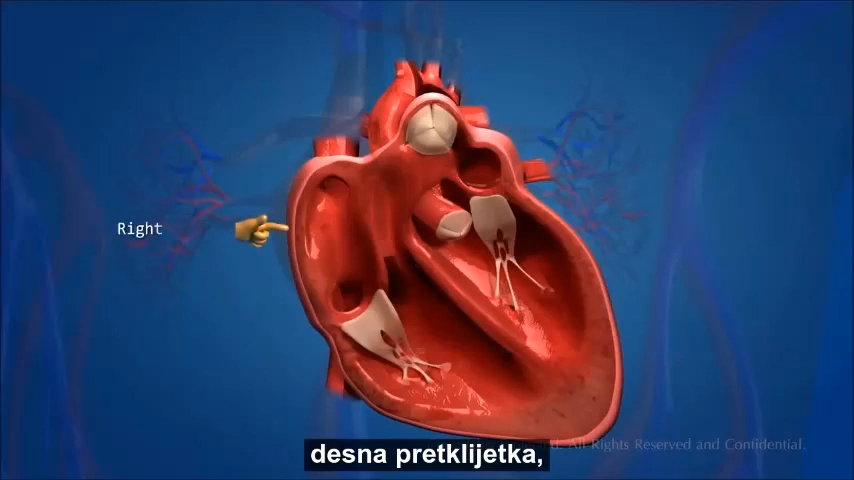 Right
All Rights Reserved and Confidential.
desna pretklijetka,